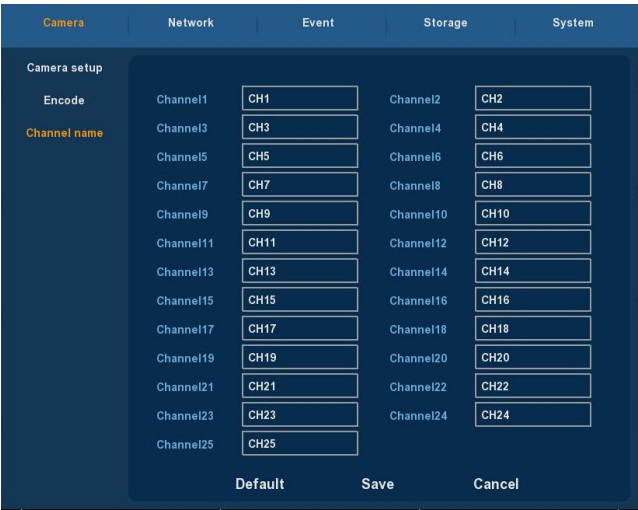 Camera Network Event Storage System
Camera setup
Encode
Channel name
Channel1 CH1 Channel2 CH2
Channel3 CH3 Channel4 CH4
Channel5 CH5 Channel6 CH6
Channel7 CH7 Channel8 CH8
Channel9 CH9 Channel10 CH10
Channel11 CH11 Channel12 CH12
Channel13 CH13 Channel14 CH14
Channel15 CH15 Channel16 CH16
Channel17 CH17 Channel18 CH18
Channel19 CH19 Channel20 CH20
Channel21 CH21 Channel22 CH22
Channel23 CH23 Channel24 CH24
Channel25 CH25
Default Save Cancel